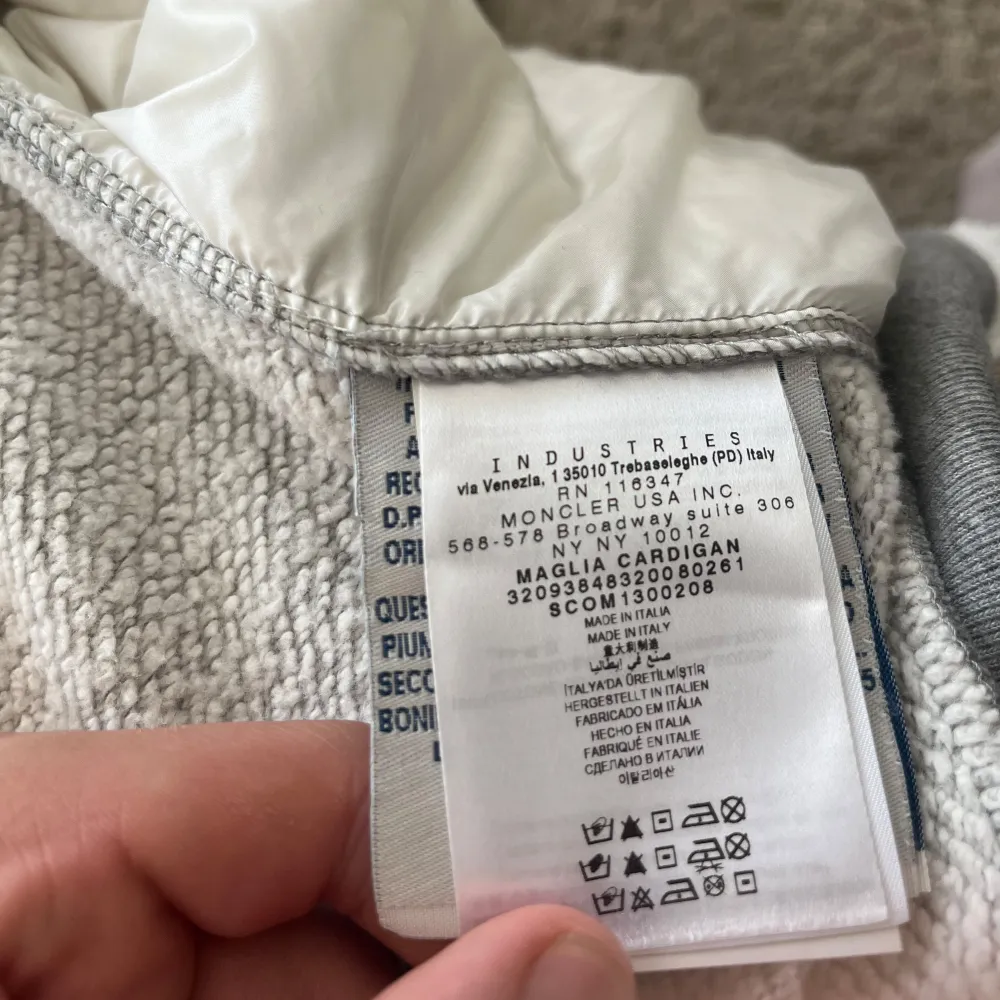 INDUSTRIES
via Venezia, 1 35010 Trebaseleghe (PD) Italy
RN 116347
MONCLER USA INC.
568-578 Broadway suite 306
NY NY 10012
MAGLIA CARDIGAN
32093848320080261
SCOM1300208
MADE IN ITALIA
MADE IN ITALY
意大利制造
صنع في إيطاليا
İTALYA'DA ÜRETİLMİŞTİR
HERGESTELLT IN ITALIEN
FABRICADO EM ITÁLIA
HECHO EN ITALIA
FABRIQUÉ EN ITALIE
СДЕЛАНО В ИТАЛИИ
이탈리아산
REC
D.P
ORI
QUES
PIUN
SECC
BONI